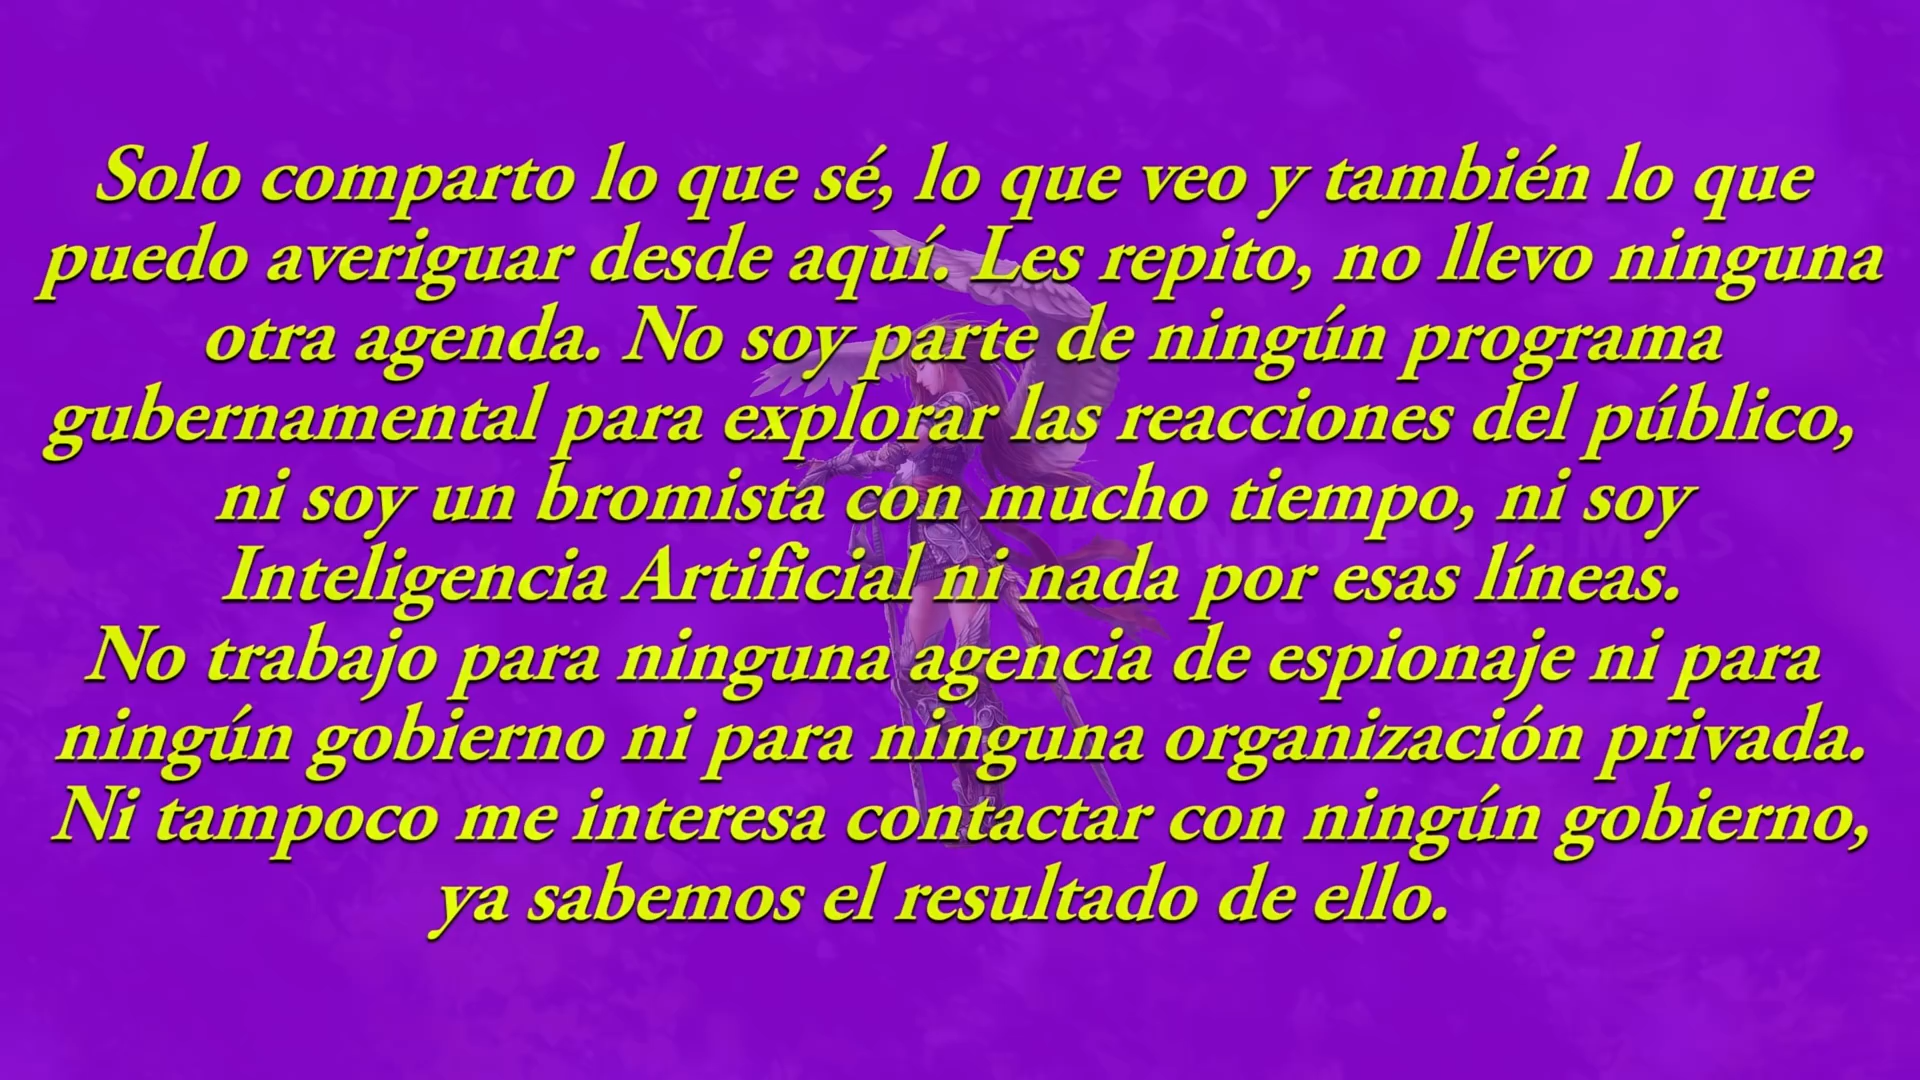 Solo comparto lo que sé, lo que veo y también lo que
puedo averiguar desde aquí. Les repito, no llevo ninguna
otra agenda. No soy parte de ningún programa
gubernamental para explorar las reacciones del público,
ni soy un bromista con mucho tiempo, ni soy
Inteligencia Artificial ni nada por esas líneas.
No trabajo para ninguna agencia de espionaje ni para
ningún gobierno ni para ninguna organización privada.
Ni tampoco me interesa contactar con ningún gobierno,
ya sabemos el resultado de ello.